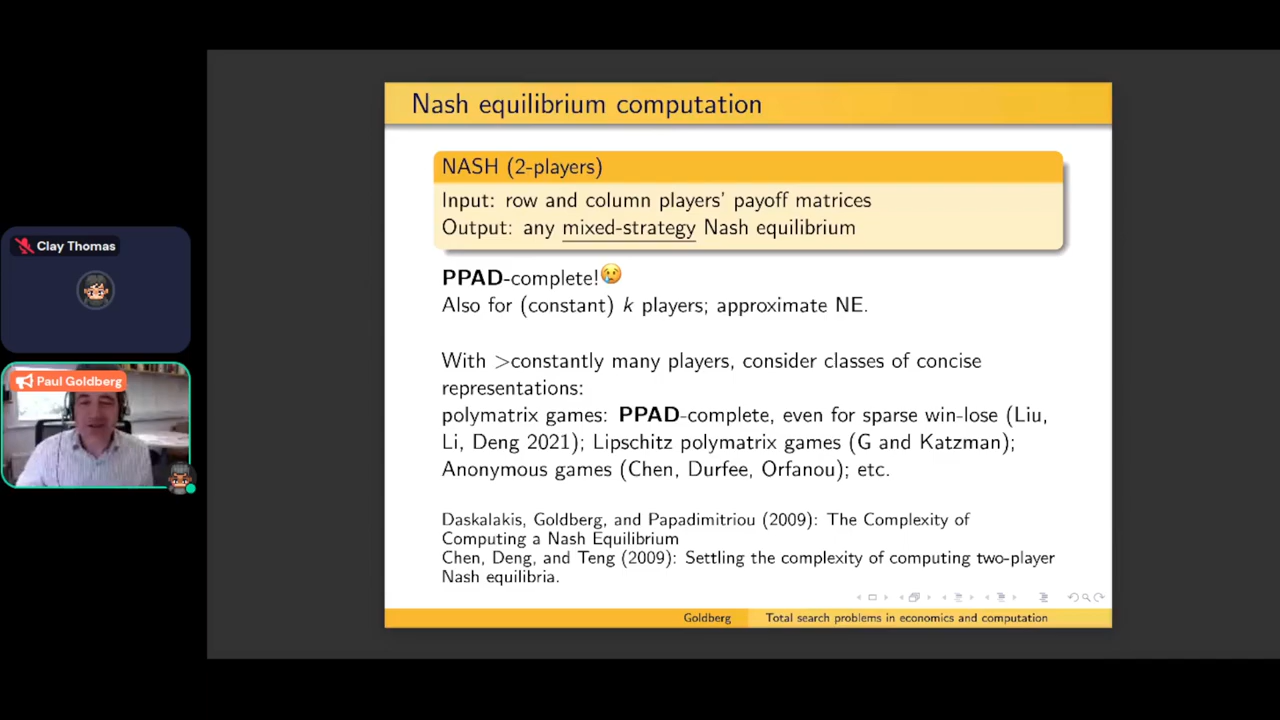 Nash equilibrium computation
NASH (2-players)
Input: row and column players' payoff matrices
Output: any mixed-strategy Nash equilibrium
Clay Thomas
PPAD-complete!😢
Also for (constant) k players; approximate NE.
With >constantly many players, consider classes of concise
representations:
Paul Goldberg
polymatrix games: PPAD-complete, even for sparse win-lose (Liu,
Li, Deng 2021); Lipschitz polymatrix games (G and Katzman);
Anonymous games (Chen, Durfee, Orfanou); etc.
Daskalakis, Goldberg, and Papadimitriou (2009): The Complexity of
Computing a Nash Equilibrium
Chen, Deng, and Teng (2009): Settling the complexity of computing two-player
Nash equilibria.
Goldberg Total search problems in economics and computation